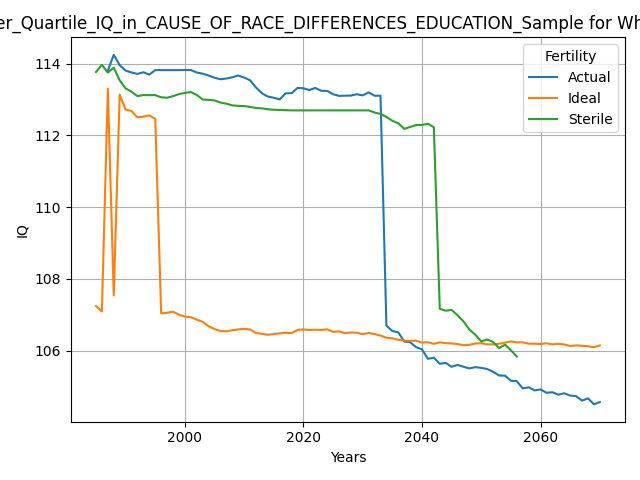 er_Quartile_IQ_in_CAUSE_OF_RACE_DIFFERENCES_EDUCATION_Sample for Wh
Fertility
Actual
Ideal
Sterile
114
112
110
108
106
IQ
2000
2020
2040
2060
Years